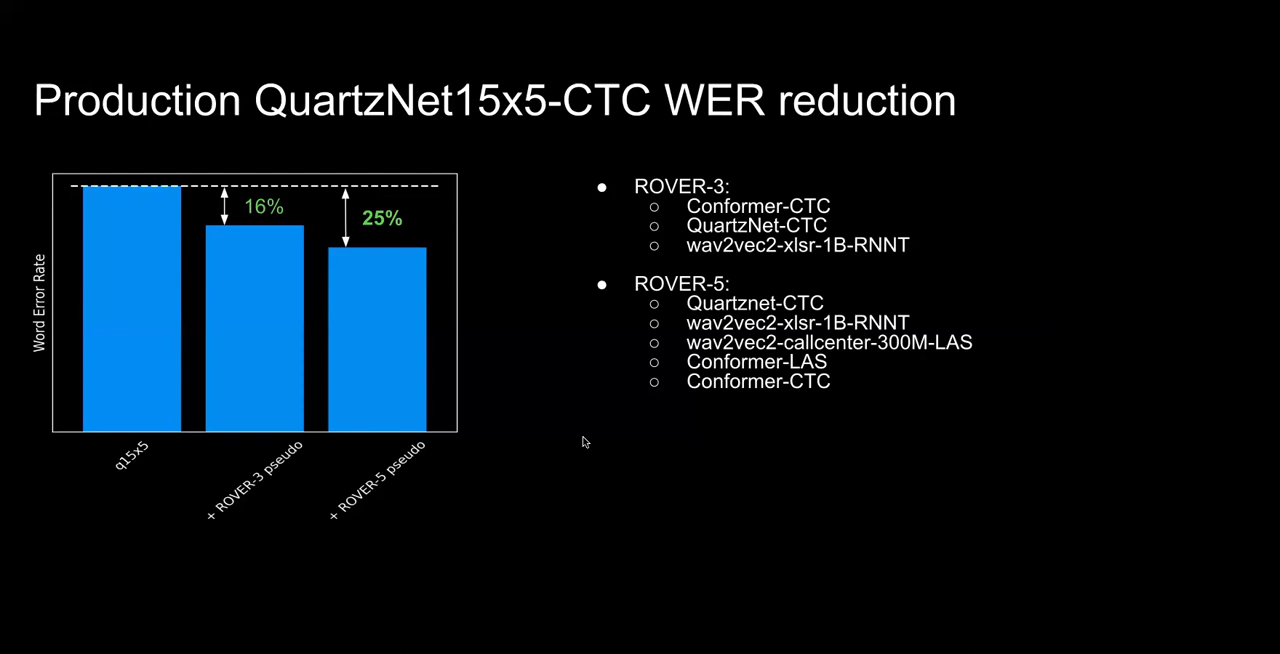 Production QuartzNet15x5-CTC WER reduction
16%
25%
Word Error Rate
q15x5
+ ROVER-3 pseudo
+ ROVER-5 pseudo
● ROVER-3:
○ Conformer-CTC
○ QuartzNet-CTC
○ wav2vec2-xlsr-1B-RNNT
● ROVER-5:
○ Quartznet-CTC
○ wav2vec2-xlsr-1B-RNNT
○ wav2vec2-callcenter-300M-LAS
○ Conformer-LAS
○ Conformer-CTC